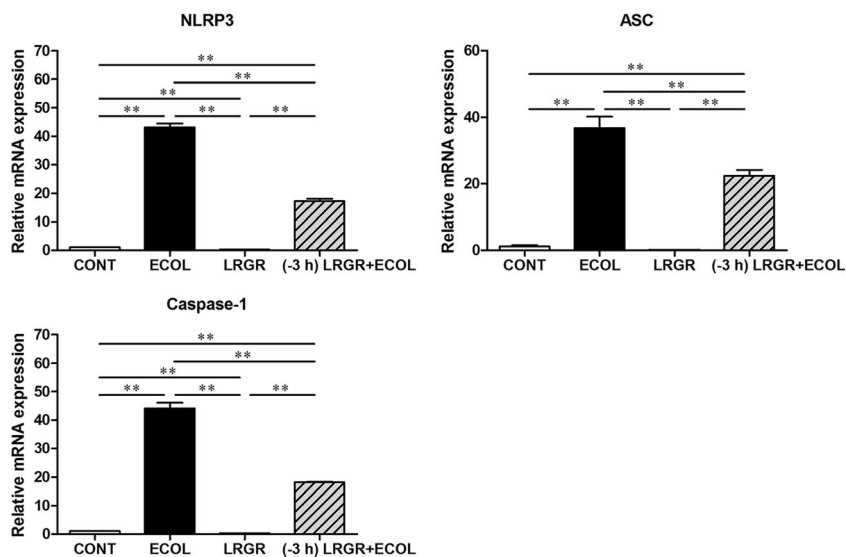 NLRP3
Relative mRNA expression
70
60
50
40
30
20
10
0
**
**
**
** ** **
CONT ECOL LRGR (-3 h) LRGR+ECOL
ASC
Relative mRNA expression
60
40
20
0
**
**
** ** **
CONT ECOL LRGR (-3 h) LRGR+ECOL
Caspase-1
Relative mRNA expression
70
60
50
40
30
20
10
0
**
**
**
** ** **
CONT ECOL LRGR (-3 h) LRGR+ECOL